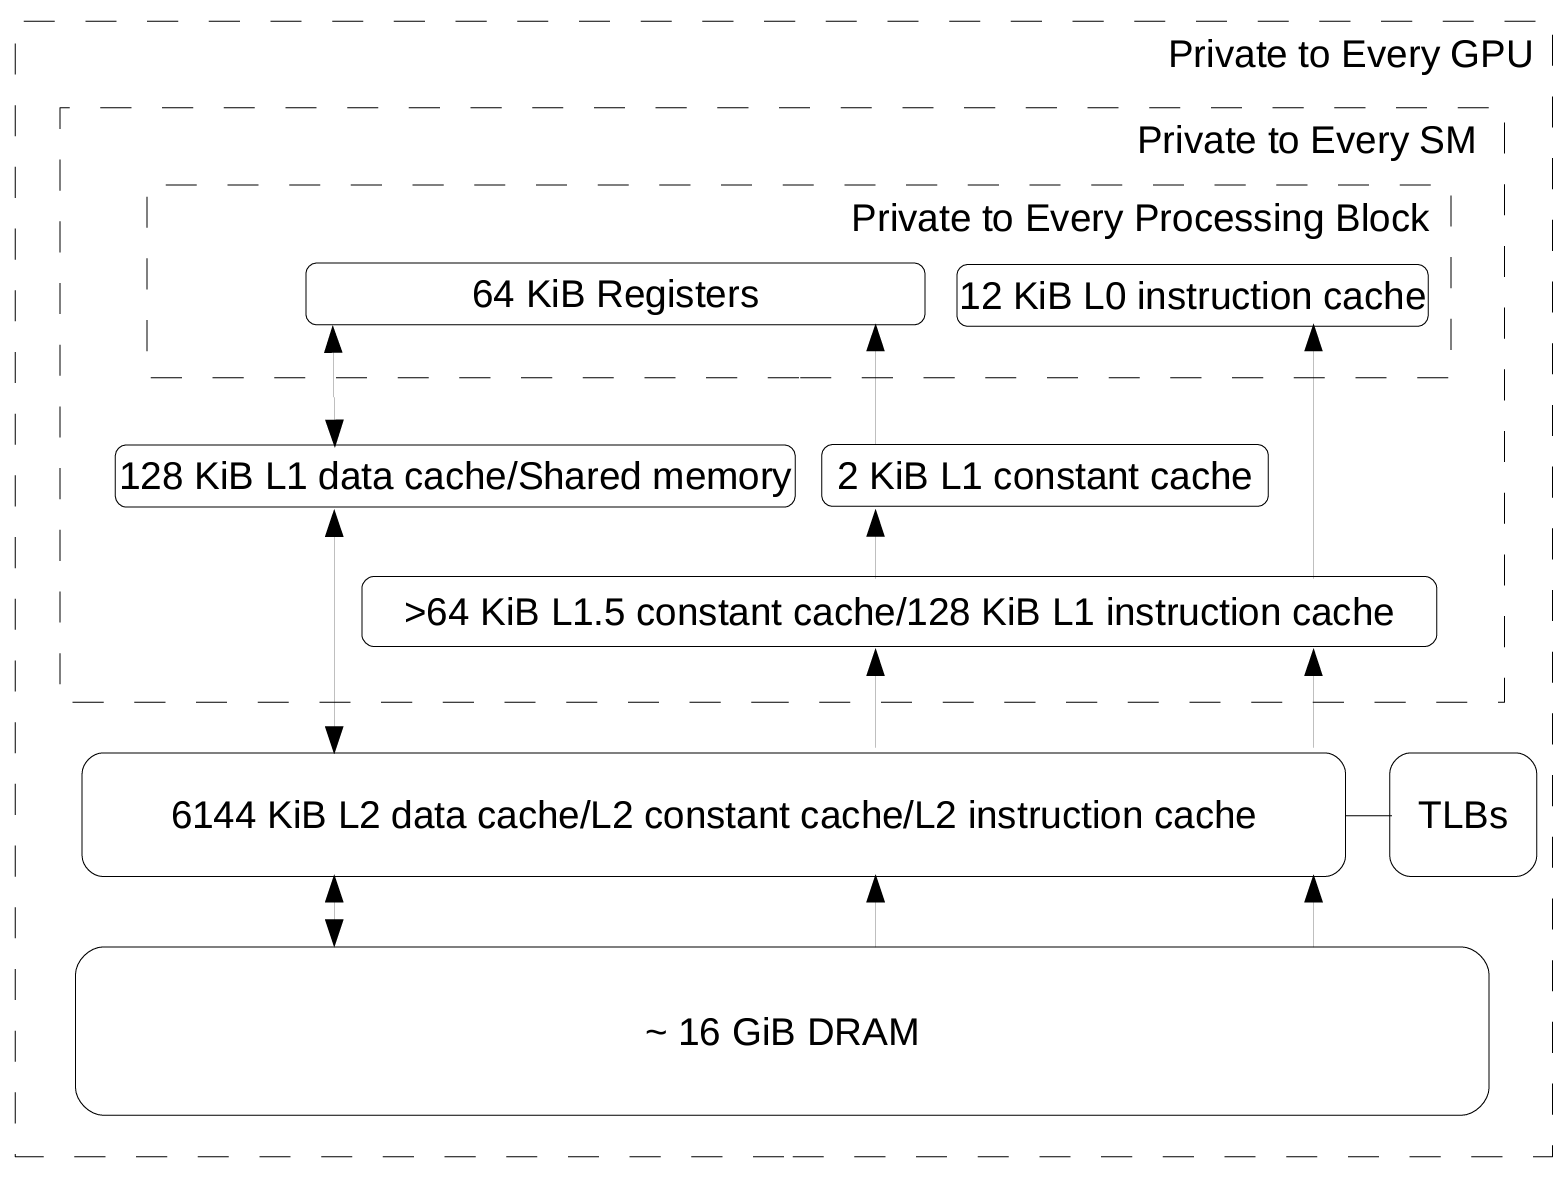 Private to Every GPU
Private to Every SM
Private to Every Processing Block
64 KiB Registers
12 KiB L0 instruction cache
128 KiB L1 data cache/Shared memory
2 KiB L1 constant cache
>64 KiB L1.5 constant cache/128 KiB L1 instruction cache
6144 KiB L2 data cache/L2 constant cache/L2 instruction cache
TLBs
~ 16 GiB DRAM